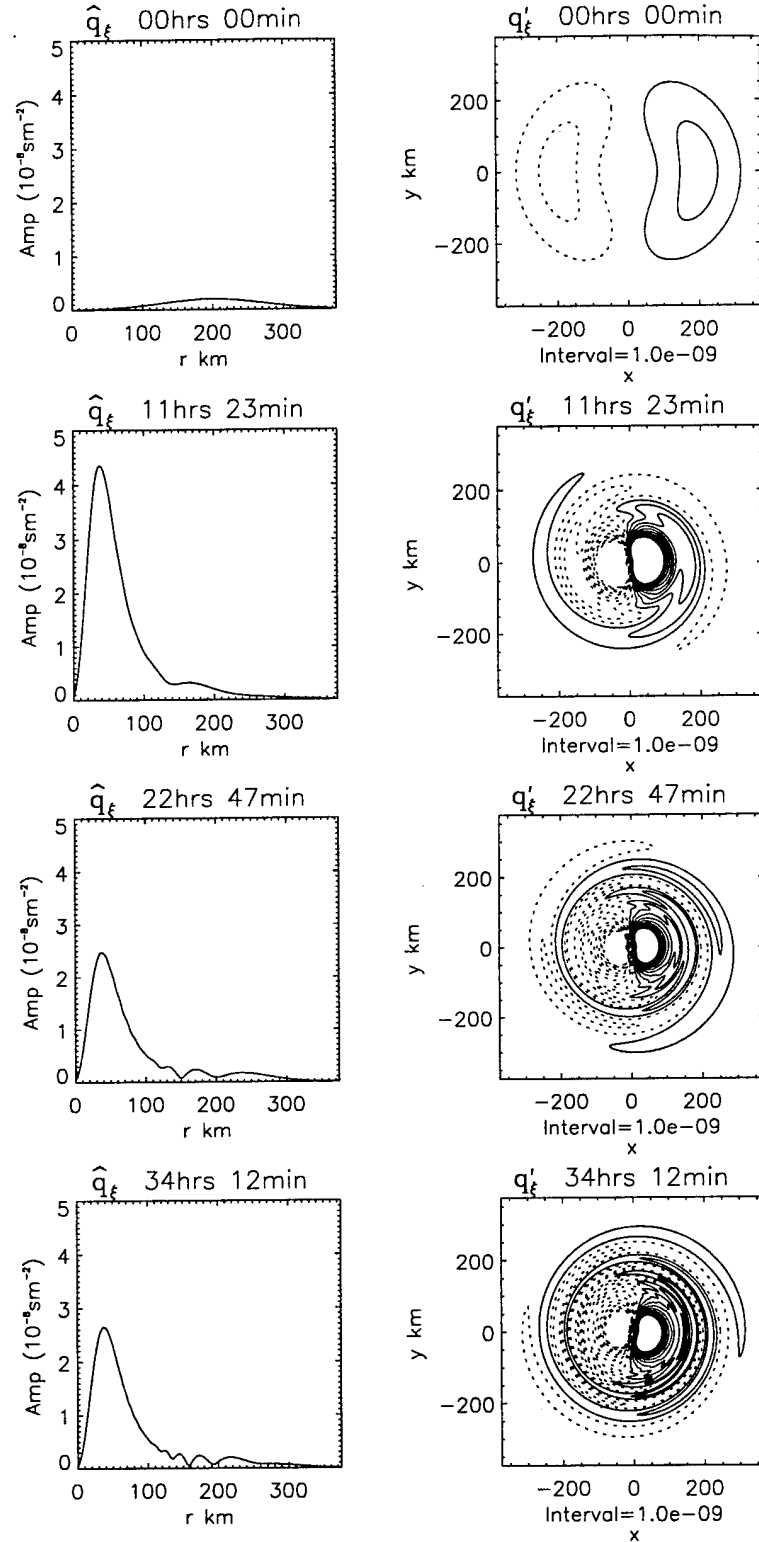 q̂ξ 00hrs 00min
q′ξ 00hrs 00min
5
4
3
2
1
0
Amp (10⁻⁸sm⁻²)
0 100 200 300
r km
200
0
−200
y km
−200 0 200
Interval=1.0e−09
x
q̂ξ 11hrs 23min
q′ξ 11hrs 23min
5
4
3
2
1
0
Amp (10⁻⁸sm⁻²)
0 100 200 300
r km
200
0
−200
y km
−200 0 200
Interval=1.0e−09
x
q̂ξ 22hrs 47min
q′ξ 22hrs 47min
5
4
3
2
1
0
Amp (10⁻⁸sm⁻²)
0 100 200 300
r km
200
0
−200
y km
−200 0 200
Interval=1.0e−09
x
q̂ξ 34hrs 12min
q′ξ 34hrs 12min
5
4
3
2
1
0
Amp (10⁻⁸sm⁻²)
0 100 200 300
r km
200
0
−200
y km
−200 0 200
Interval=1.0e−09
x